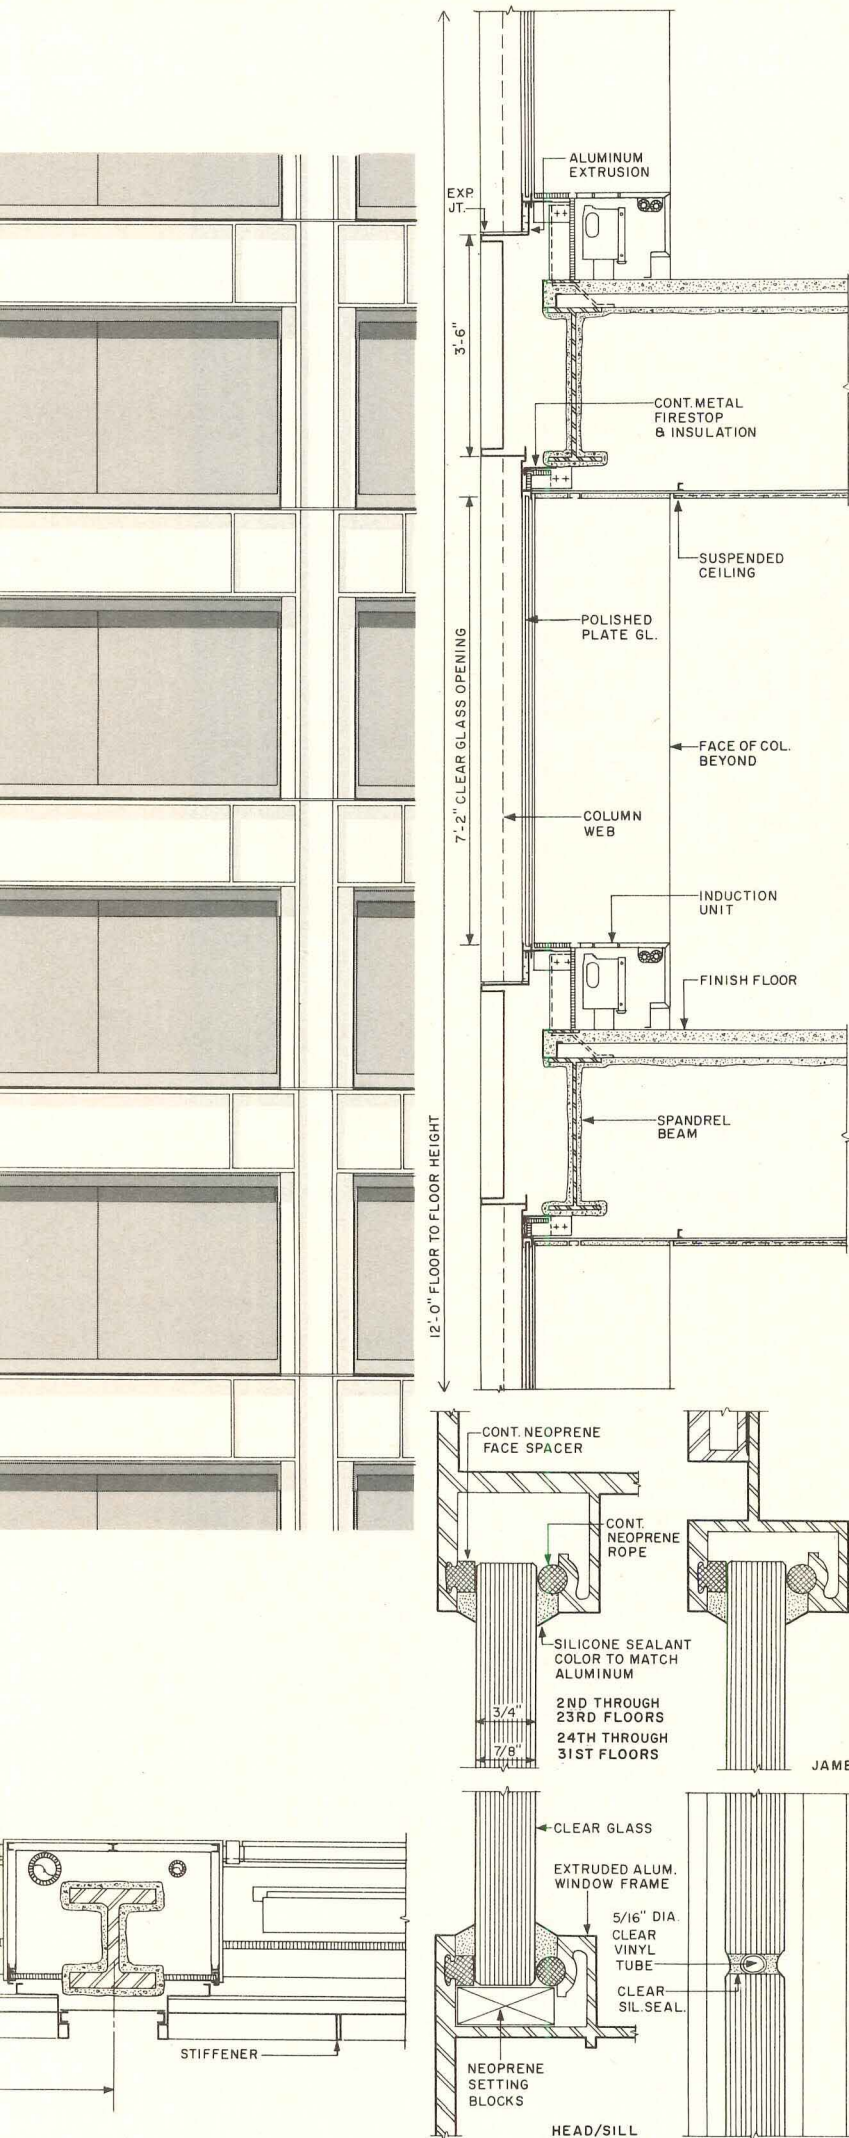 ALUMINUM
EXTRUSION
EXP.
JT.
3'-6"
CONT. METAL
FIRESTOP
& INSULATION
SUSPENDED
CEILING
POLISHED
PLATE GL.
7'-2" CLEAR GLASS OPENING
FACE OF COL.
BEYOND
COLUMN
WEB
INDUCTION
UNIT
FINISH FLOOR
SPANDREL
BEAM
12'-0" FLOOR TO FLOOR HEIGHT
CONT. NEOPRENE
FACE SPACER
CONT.
NEOPRENE
ROPE
SILICONE SEALANT
COLOR TO MATCH
ALUMINUM
3/4"
2ND THROUGH
23RD FLOORS
7/8"
24TH THROUGH
31ST FLOORS
JAMB
CLEAR GLASS
EXTRUDED ALUM.
WINDOW FRAME
5/16" DIA.
CLEAR
VINYL
TUBE
CLEAR
SIL. SEAL.
STIFFENER
NEOPRENE
SETTING
BLOCKS
HEAD/SILL